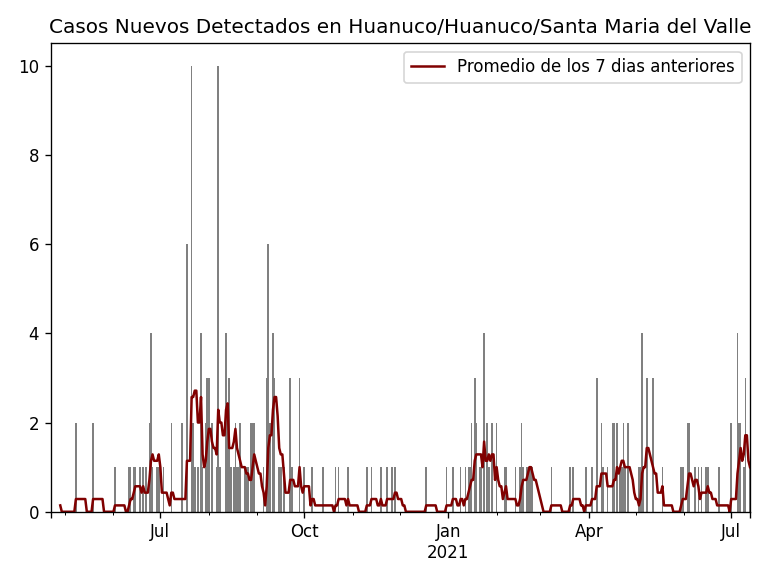 Casos Nuevos Detectados en Huanuco/Huanuco/Santa Maria del Valle
Promedio de los 7 dias anteriores
10
8
6
4
2
0
Jul
Oct
Jan
2021
Apr
Jul